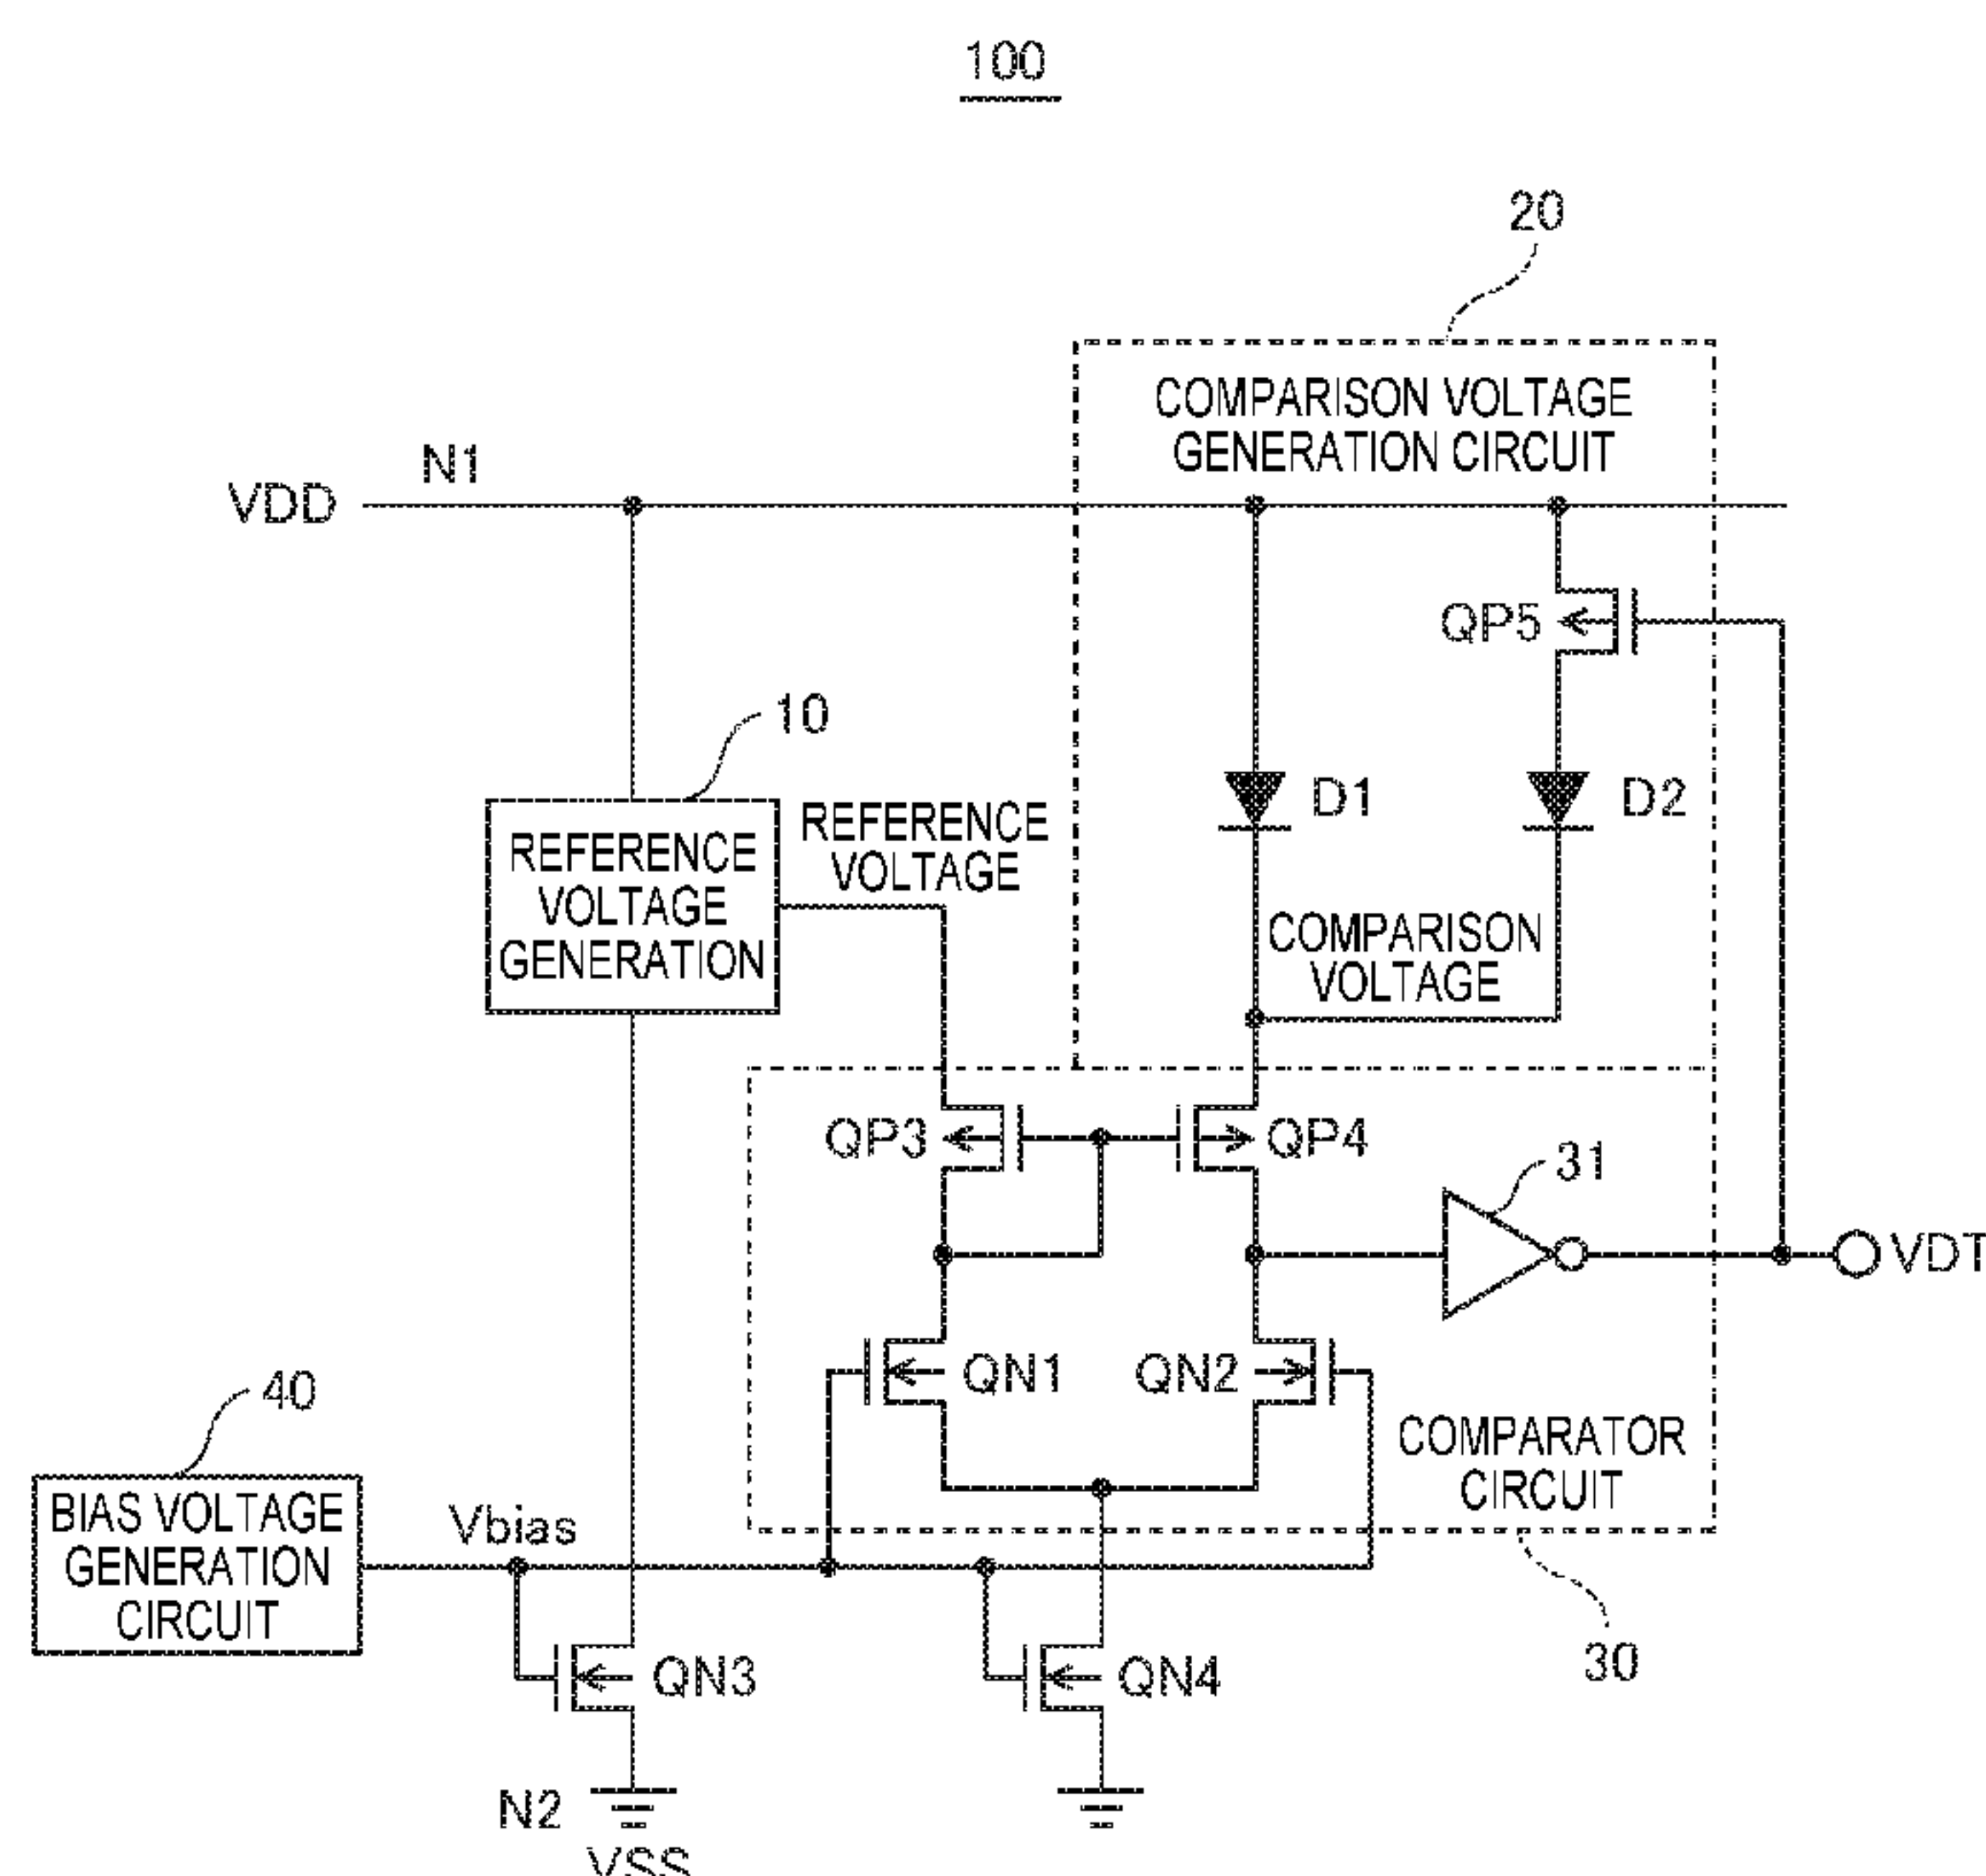 100
20
COMPARISON VOLTAGE
GENERATION CIRCUIT
N1
VDD
QP5
10
D1
D2
REFERENCE
VOLTAGE
REFERENCE
VOLTAGE
GENERATION
COMPARISON
VOLTAGE
QP3
QP4
31
VDT
QN1
QN2
40
COMPARATOR
CIRCUIT
BIAS VOLTAGE
GENERATION
CIRCUIT
Vbias
30
QN3
QN4
N2
VSS